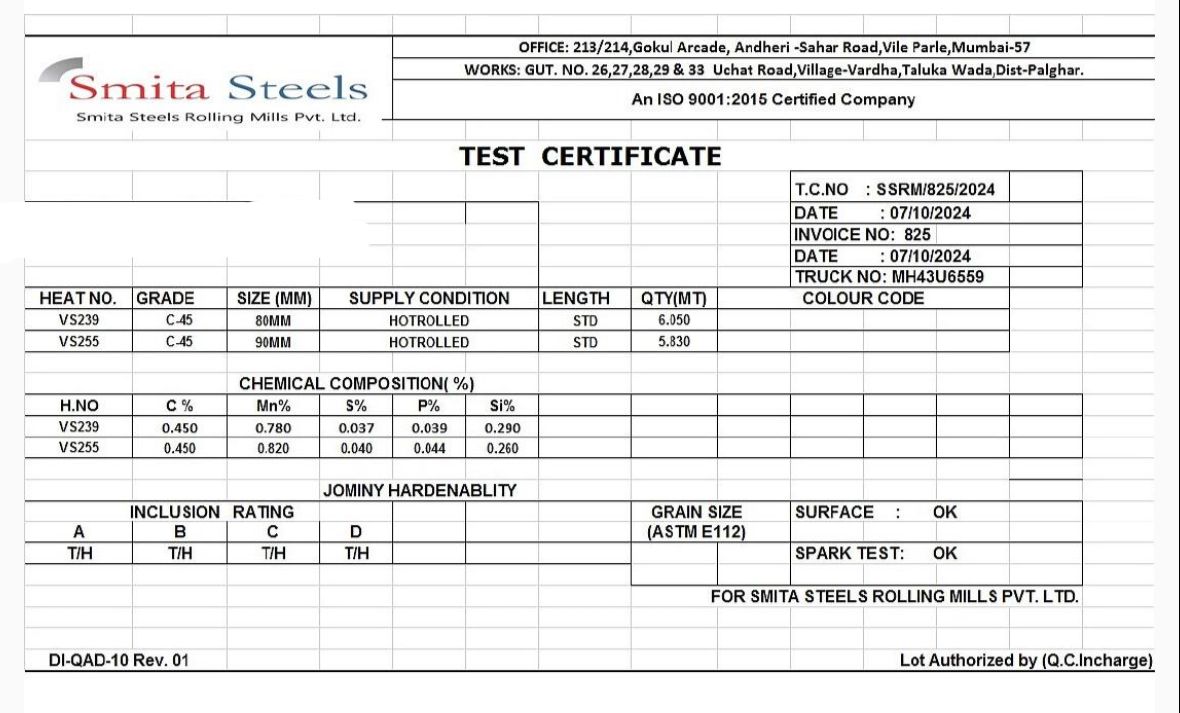 OFFICE: 213/214,Gokul Arcade, Andheri -Sahar Road,Vile Parle,Mumbai-57
WORKS: GUT. NO. 26,27,28,29 & 33 Uchat Road,Village-Vardha,Taluka Wada,Dist-Palghar.
An ISO 9001:2015 Certified Company
Smita Steels
Smita Steels Rolling Mills Pvt. Ltd.
TEST CERTIFICATE
T.C.NO : SSRM/825/2024
DATE : 07/10/2024
INVOICE NO: 825
DATE : 07/10/2024
TRUCK NO: MH43U6559
HEAT NO. GRADE SIZE (MM) SUPPLY CONDITION LENGTH QTY(MT) COLOUR CODE
VS239 C-45 80MM HOTROLLED STD 6.050
VS255 C-45 90MM HOTROLLED STD 5.830
CHEMICAL COMPOSITION( %)
H.NO C % Mn% S% P% Si%
VS239 0.450 0.780 0.037 0.039 0.290
VS255 0.450 0.820 0.040 0.044 0.260
JOMINY HARDENABLITY
INCLUSION RATING GRAIN SIZE SURFACE : OK
A B C D (ASTM E112)
T/H T/H T/H T/H SPARK TEST: OK
FOR SMITA STEELS ROLLING MILLS PVT. LTD.
DI-QAD-10 Rev. 01 Lot Authorized by (Q.C.Incharge)